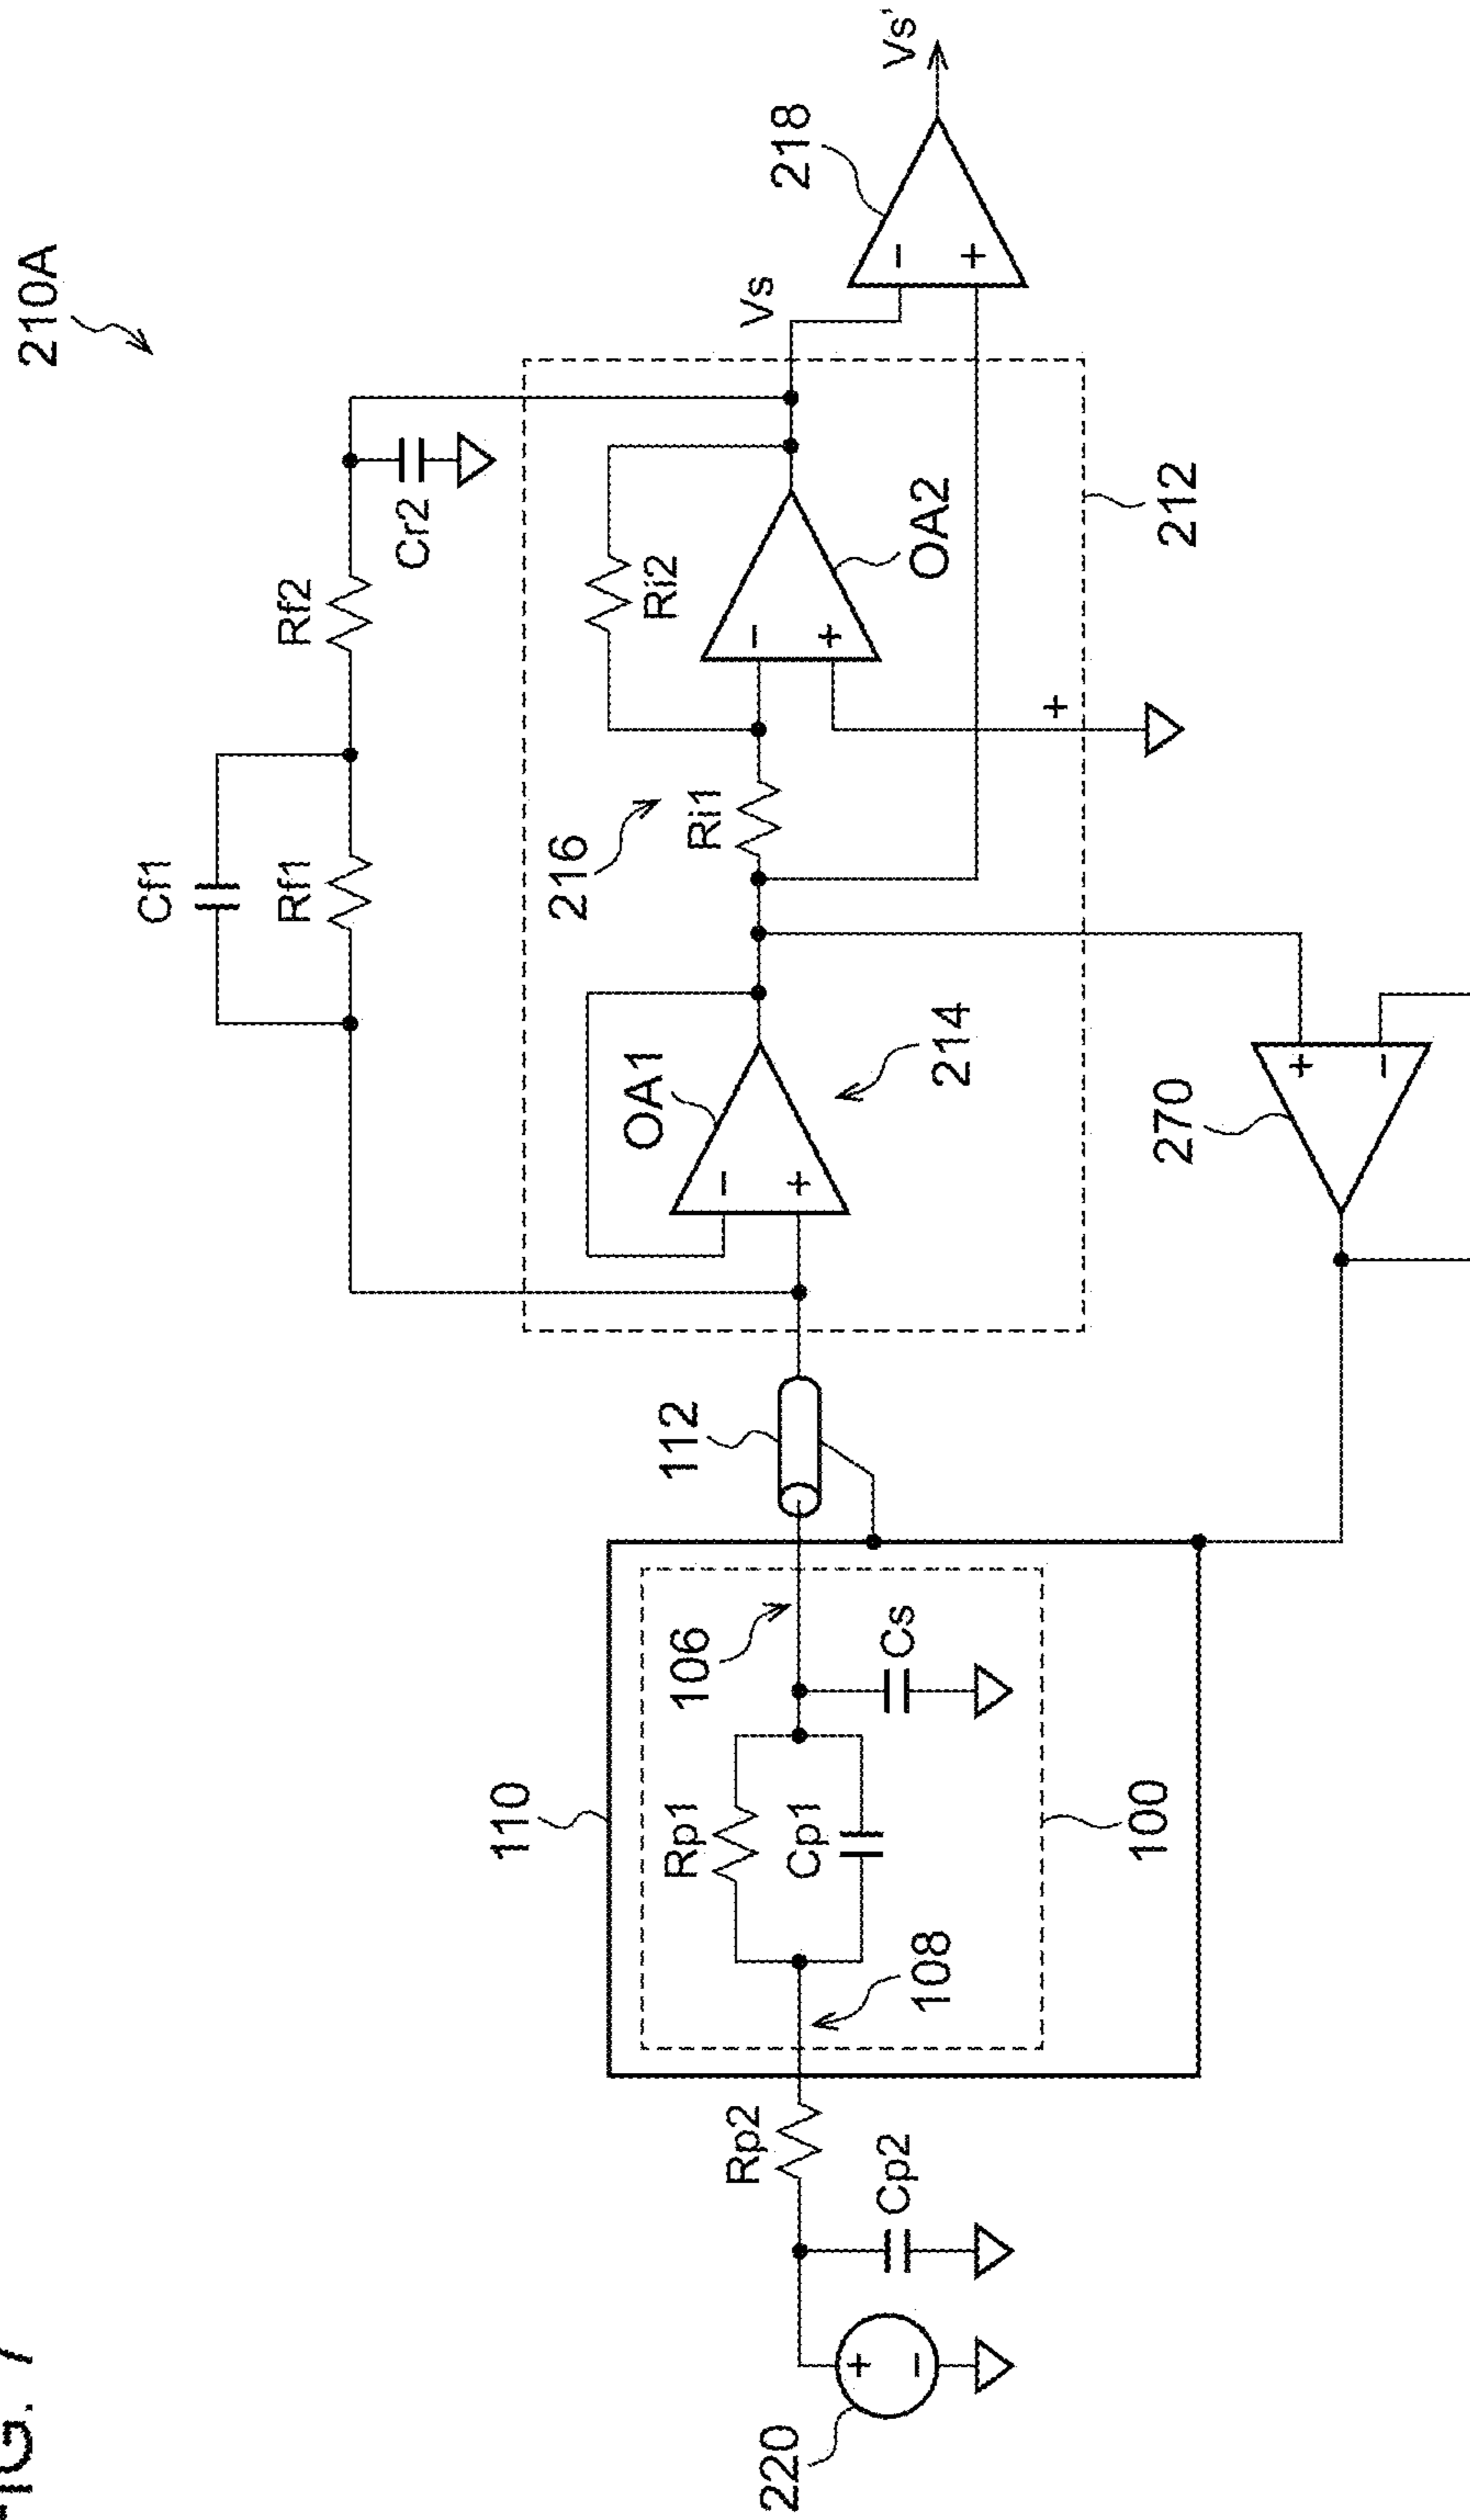 FIG. 7
210A
Cf1
Rf1
Rf2
Cr2
Vs
Vs'
218
216
Ri1
Ri2
OA1
OA2
-
+
-
+
-
+
+
214
212
112
110
106
Rp1
Cp1
Cs
108
100
270
+
-
Rp2
Cp2
220
+
-